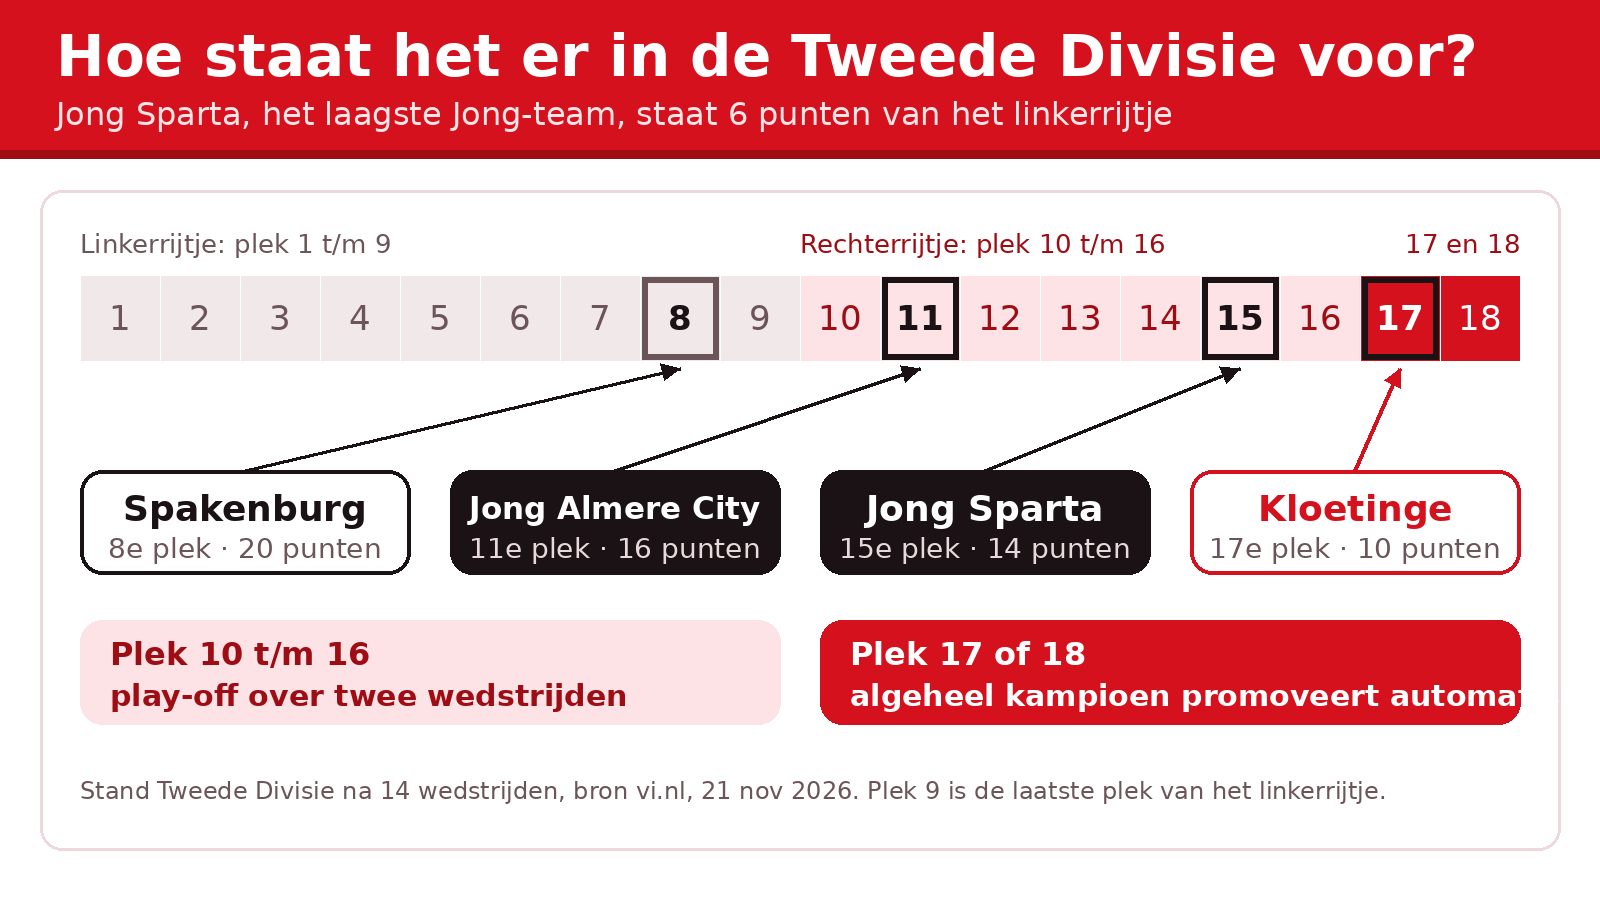 Hoe staat het er in de Tweede Divisie voor?
Jong Sparta, het laagste Jong-team, staat 6 punten van het linkerrijtje
Linkerrijtje: plek 1 t/m 9
Rechterrijtje: plek 10 t/m 16
17 en 18
1 2 3 4 5 6 7 8 9 10 11 12 13 14 15 16 17 18
Spakenburg
8e plek · 20 punten
Jong Almere City
11e plek · 16 punten
Jong Sparta
15e plek · 14 punten
Kloetinge
17e plek · 10 punten
Plek 10 t/m 16
play-off over twee wedstrijden
Plek 17 of 18
algeheel kampioen promoveert automat
Stand Tweede Divisie na 14 wedstrijden, bron vi.nl, 21 nov 2026. Plek 9 is de laatste plek van het linkerrijtje.